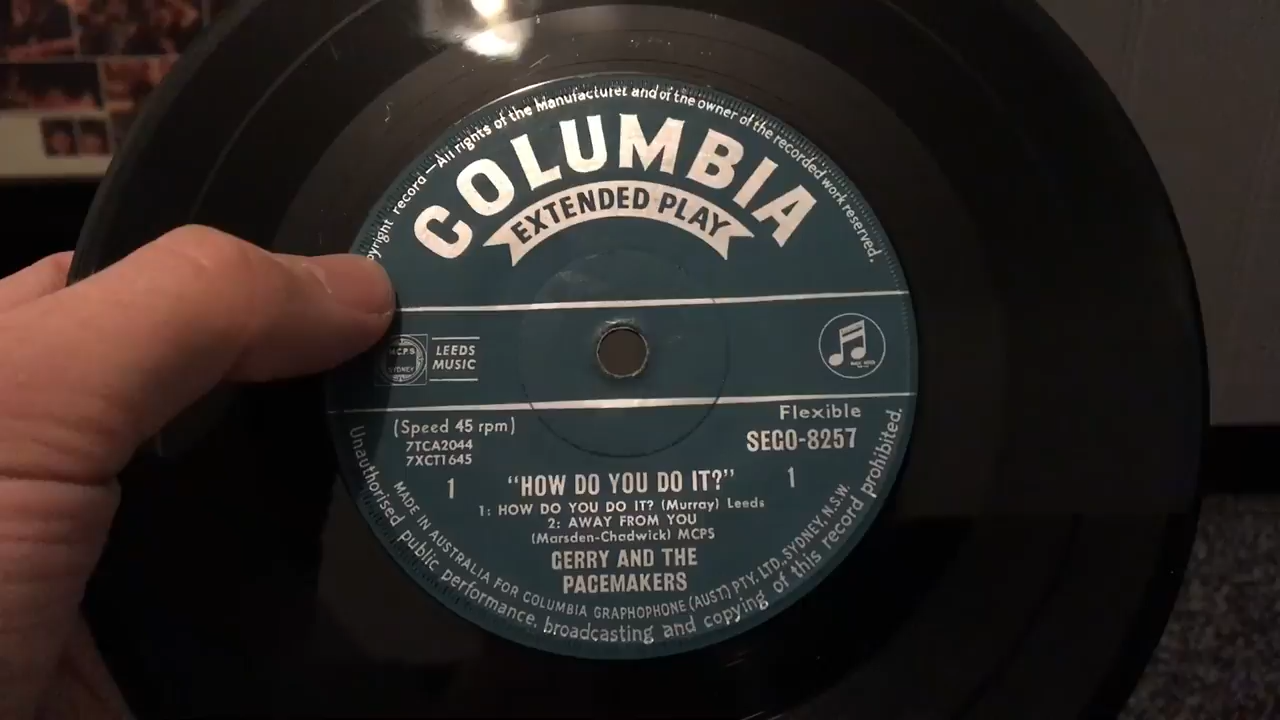 pyright record—All rights of the Manufacturer and of the owner of the recorded work reserved.
COLUMBIA
EXTENDED PLAY
M.C.P.S
SYDNEY
LEEDS
MUSIC
(Speed 45 rpm)
7TCA2044
7XCT1645
Flexible
SEGO-8257
1
1
"HOW DO YOU DO IT?"
1: HOW DO YOU DO IT? (Murray) Leeds
2: AWAY FROM YOU
(Marsden-Chadwick) MCPS
GERRY AND THE
PACEMAKERS
MADE IN AUSTRALIA FOR COLUMBIA GRAPHOPHONE (AUST) PTY. LTD. SYDNEY, N.S.W.
Unauthorised public performance, broadcasting and copying of this record prohibited.